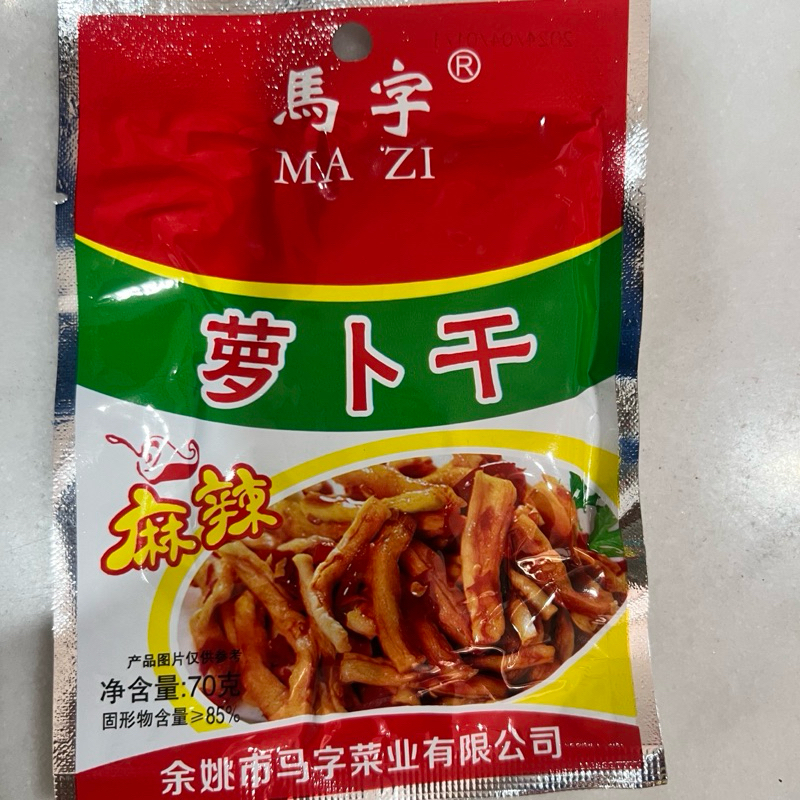 馬字®
MA ZI
萝卜干
麻辣
产品图片仅供参考
净含量:70克
固形物含量≥85%
余姚市马字菜业有限公司